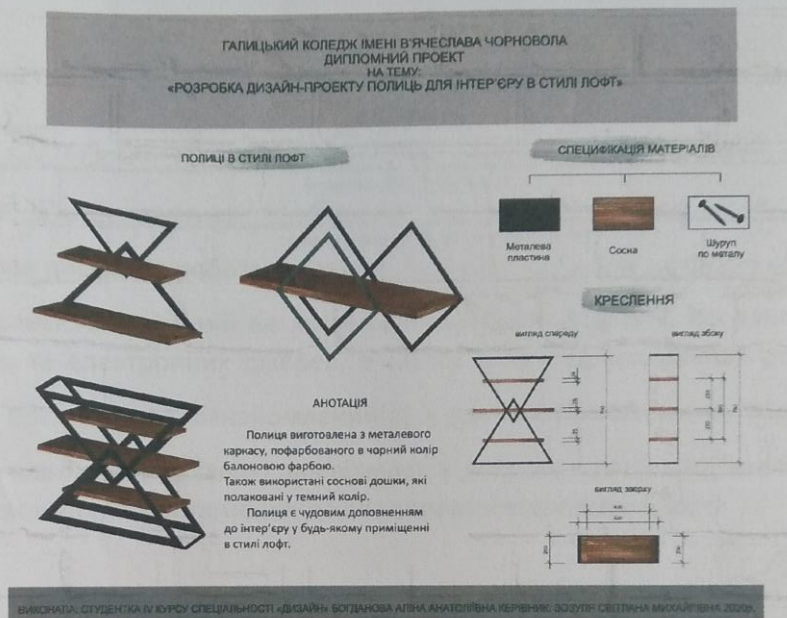 ГАЛИЦЬКИЙ КОЛЕДЖ ІМЕНІ В'ЯЧЕСЛАВА ЧОРНОВОЛА
ДИПЛОМНИЙ ПРОЕКТ
НА ТЕМУ:
«РОЗРОБКА ДИЗАЙН-ПРОЕКТУ ПОЛИЦЬ ДЛЯ ІНТЕР'ЄРУ В СТИЛІ ЛОФТ»
ПОЛИЦІ В СТИЛІ ЛОФТ
СПЕЦИФІКАЦІЯ МАТЕРІАЛІВ
Металева
пластина
Сосна
Шуруп
по металу
КРЕСЛЕННЯ
вигляд спереду
вигляд збоку
АНОТАЦІЯ
Полиця виготовлена з металевого
каркасу, пофарбованого в чорний колір
балоновою фарбою.
Також використані соснові дошки, які
полаковані у темний колір.
Полиця є чудовим доповненням
до інтер'єру у будь-якому приміщенні
в стилі лофт.
вигляд зверху
ВИКОНАЛА: СТУДЕНТКА IV КУРСУ СПЕЦІАЛЬНОСТІ «ДИЗАЙН» БОГДАНОВА АЛІНА АНАТОЛІЇВНА КЕРІВНИК: ЗОЗУЛЯ СВІТЛАНА МИХАЙЛІВНА 2020р.